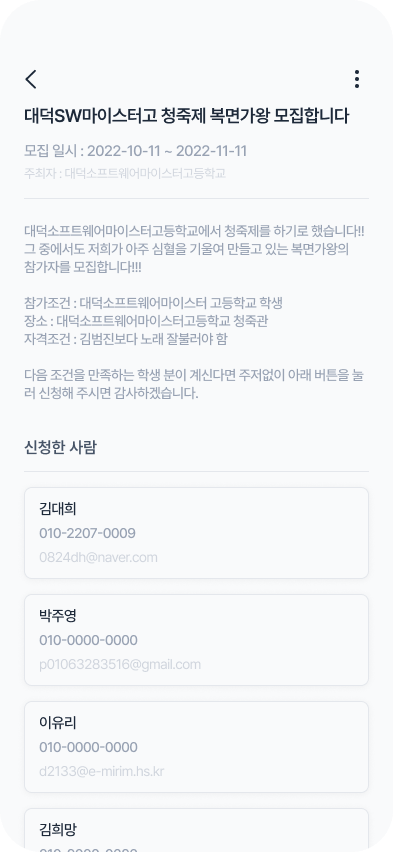 대덕SW마이스터고 청죽제 복면가왕 모집합니다
모집 일시 : 2022-10-11 ~ 2022-11-11
주최자 : 대덕소프트웨어마이스터고등학교
대덕소프트웨어마이스터고등학교에서 청죽제를 하기로 했습니다!!
그 중에서도 저희가 아주 심혈을 기울여 만들고 있는 복면가왕의
참가자를 모집합니다!!!
참가조건 : 대덕소프트웨어마이스터 고등학교 학생
장소 : 대덕소프트웨어마이스터고등학교 청죽관
자격조건 : 김범진보다 노래 잘불러야 함
다음 조건을 만족하는 학생 분이 계신다면 주저없이 아래 버튼을 눌
러 신청해 주시면 감사하겠습니다.
신청한 사람
김대희
010-2207-0009
0824dh@naver.com
박주영
010-0000-0000
p01063283516@gmail.com
이유리
010-0000-0000
d2133@e-mirim.hs.kr
김희망